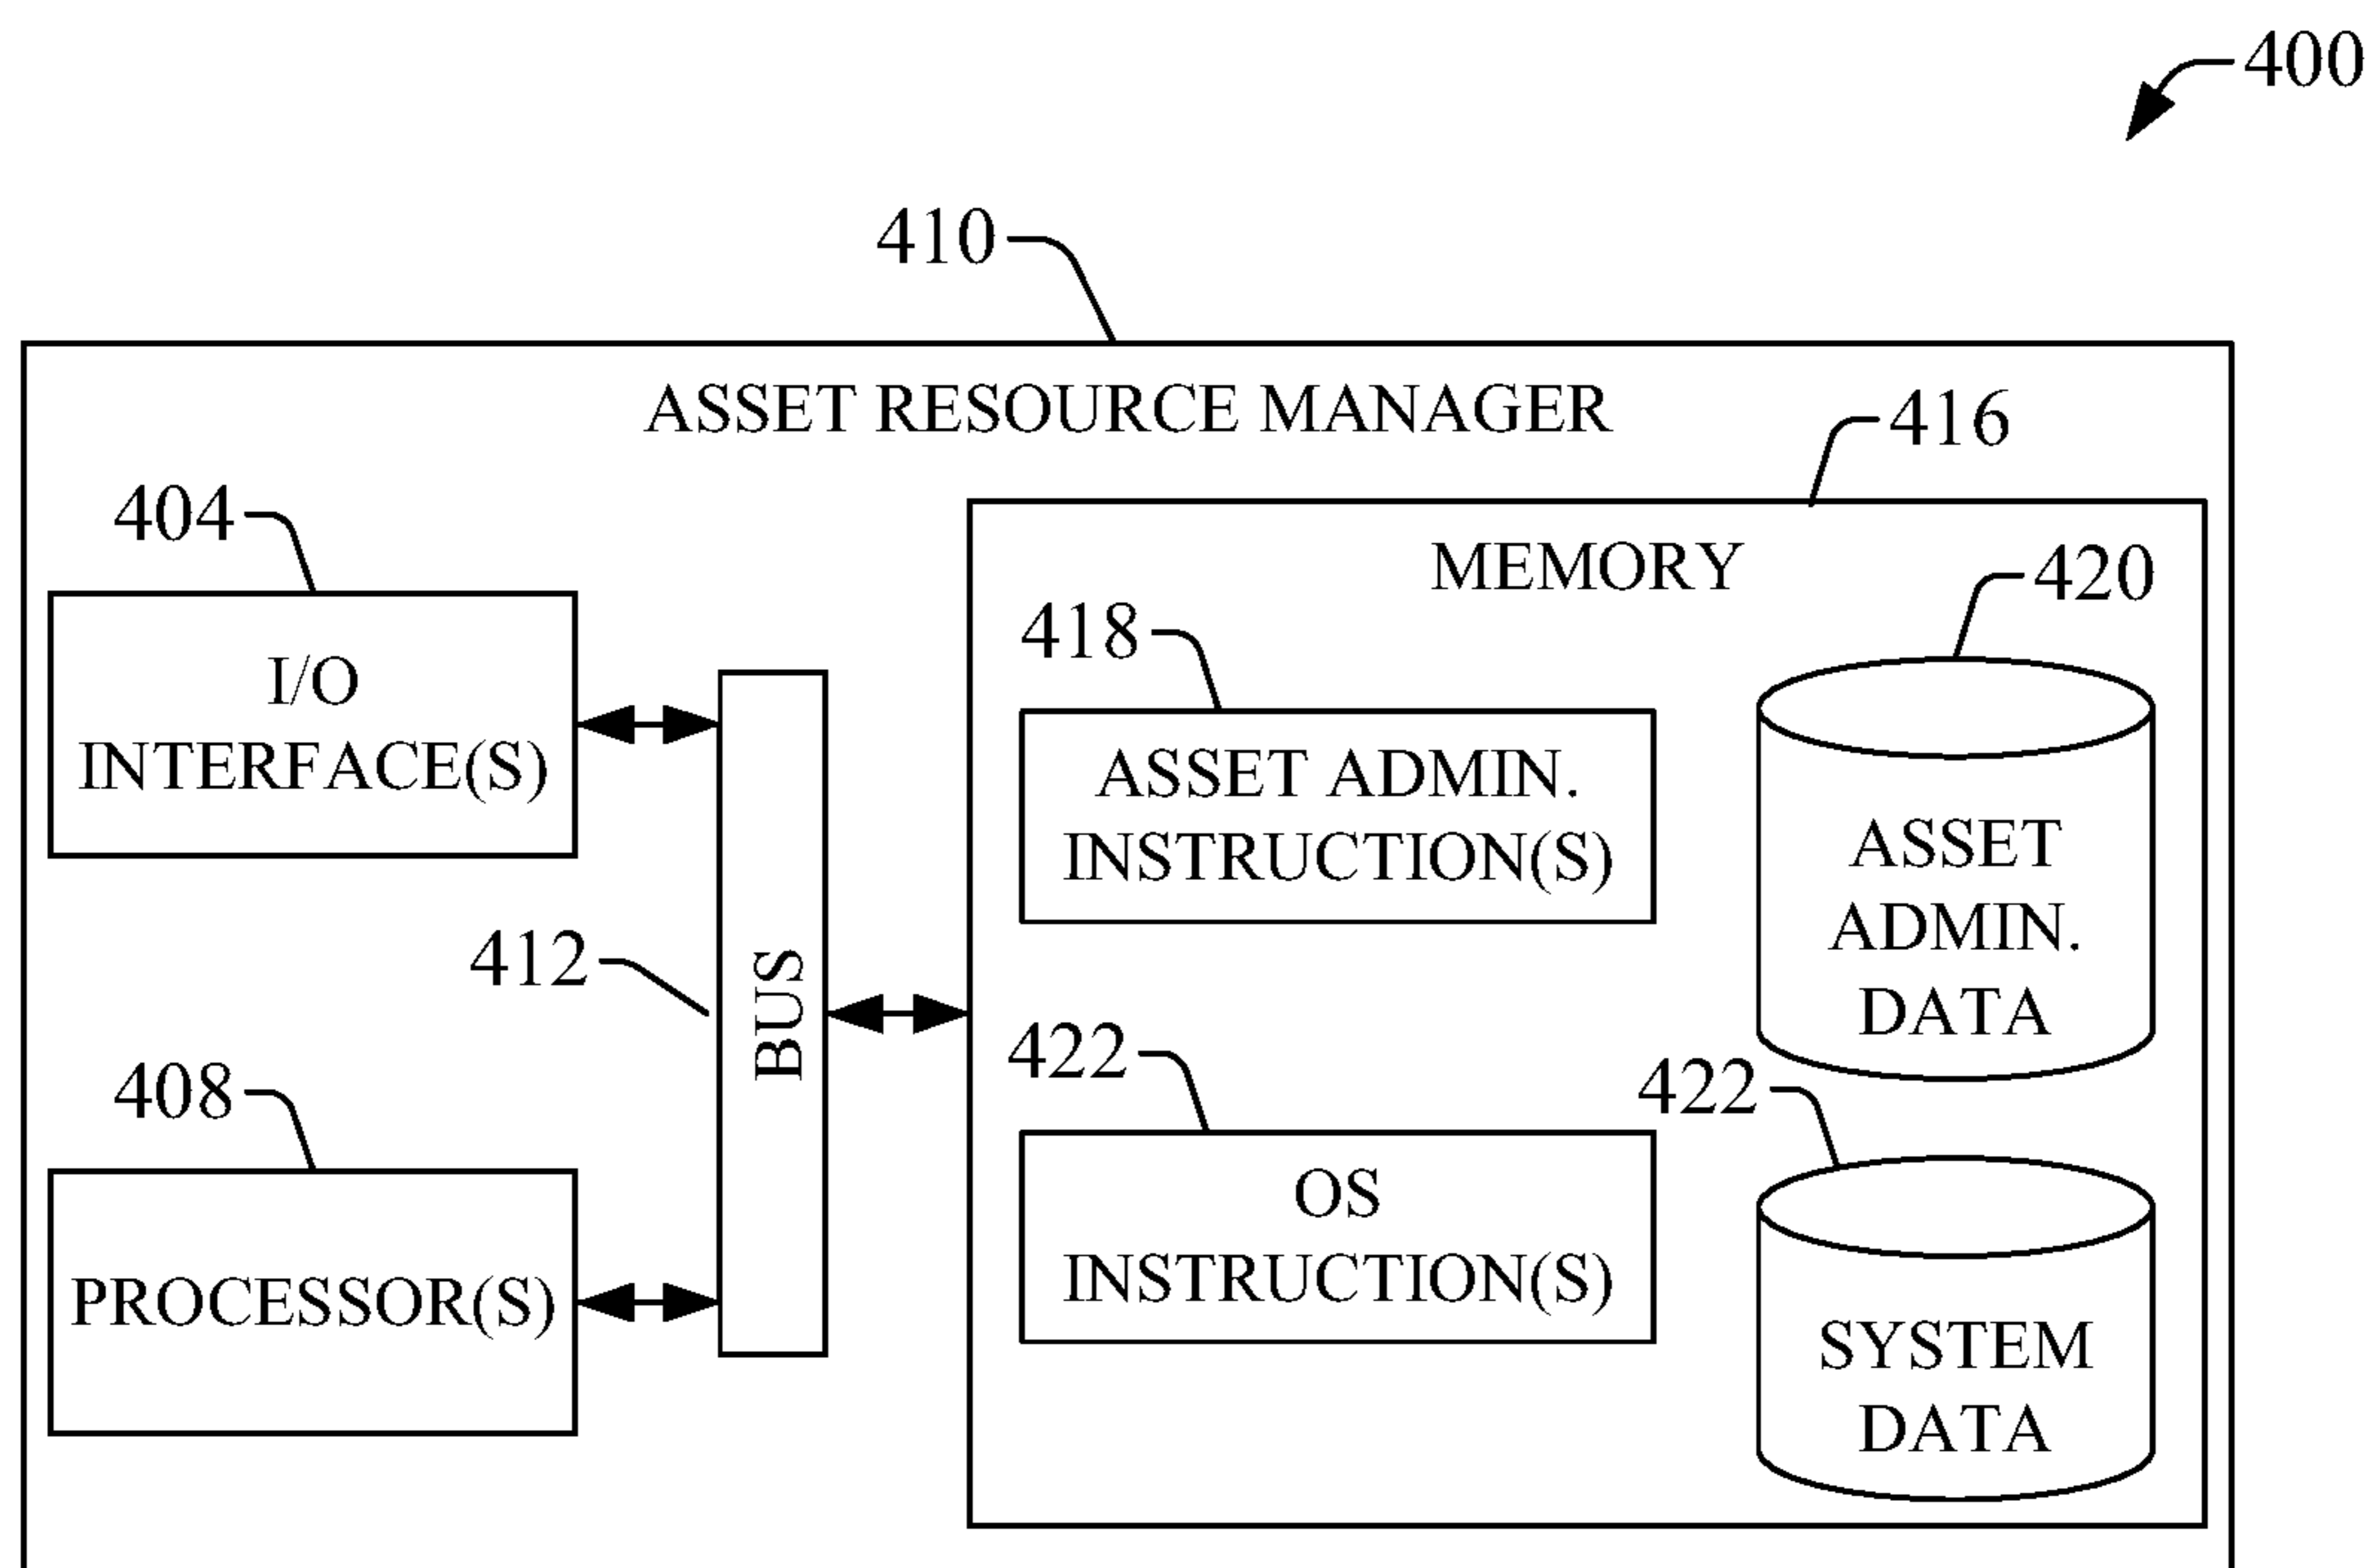 400
410
ASSET RESOURCE MANAGER
416
404
I/O
INTERFACE(S)
MEMORY
418
420
ASSET ADMIN.
INSTRUCTION(S)
ASSET
ADMIN.
DATA
412
BUS
408
PROCESSOR(S)
422
OS
INSTRUCTION(S)
422
SYSTEM
DATA